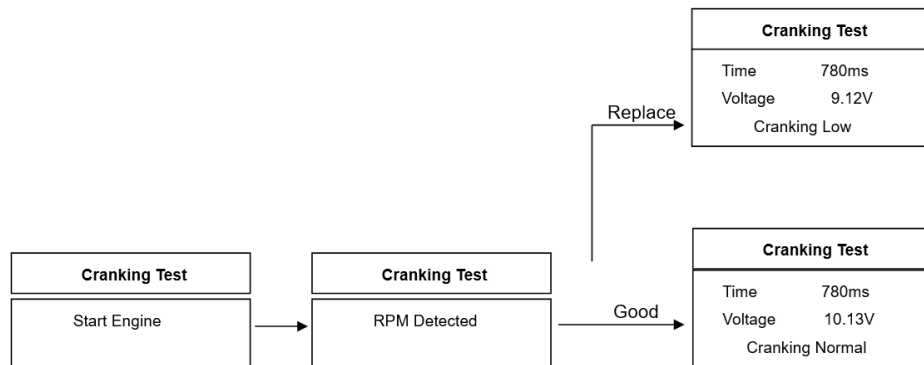 Cranking Test
Time 780ms
Voltage 9.12V
Cranking Low
Replace
Cranking Test
Start Engine
Cranking Test
RPM Detected
Good
Cranking Test
Time 780ms
Voltage 10.13V
Cranking Normal